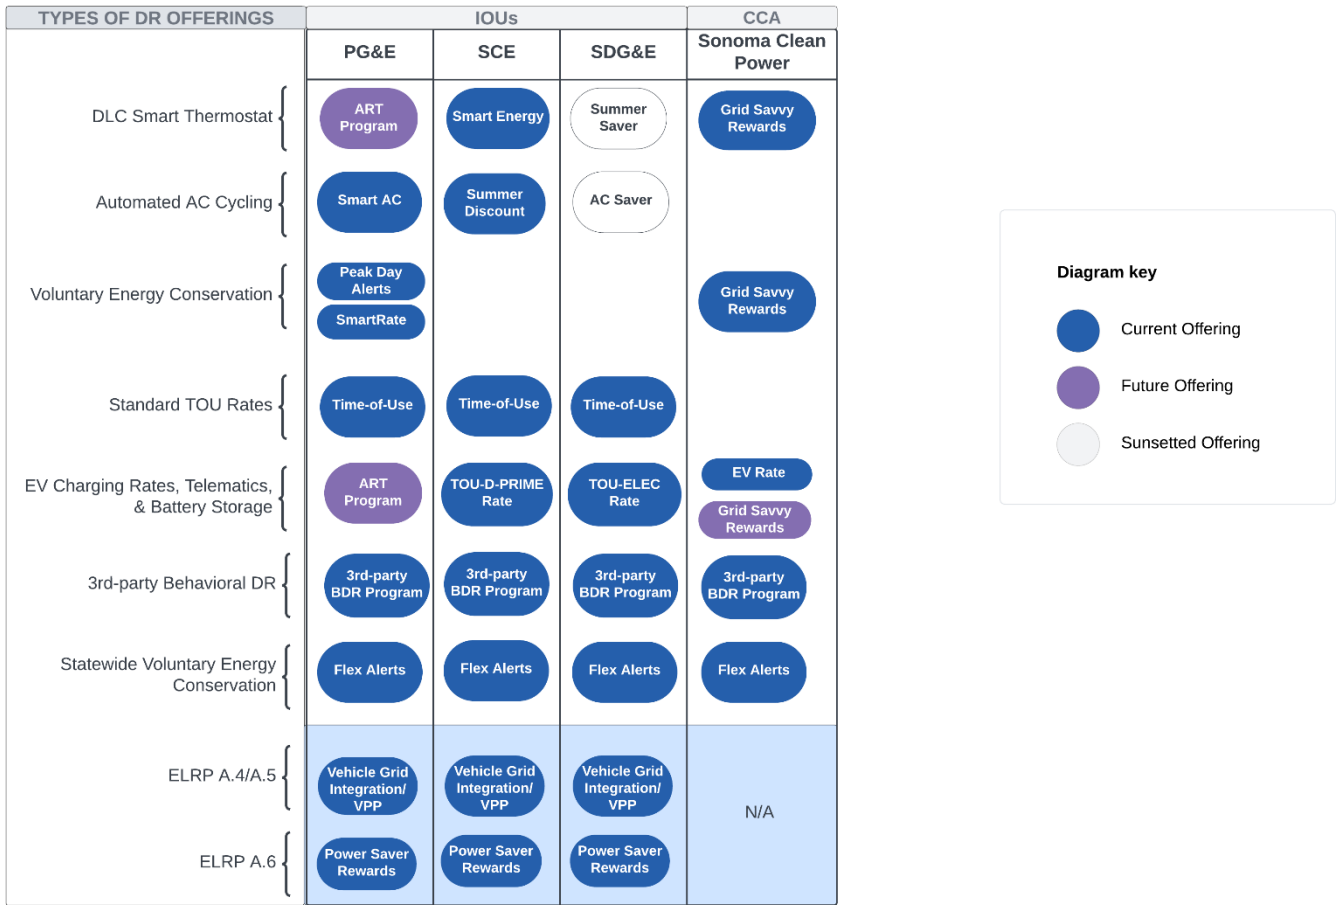 TYPES OF DR OFFERINGS
IOUs
CCA
PG&E
SCE
SDG&E
Sonoma Clean
Power
DLC Smart Thermostat
ART
Program
Smart Energy
Summer
Saver
Grid Savvy
Rewards
Automated AC Cycling
Smart AC
Summer
Discount
AC Saver
Voluntary Energy Conservation
Peak Day
Alerts
SmartRate
Grid Savvy
Rewards
Standard TOU Rates
Time-of-Use
Time-of-Use
Time-of-Use
EV Charging Rates, Telematics,
& Battery Storage
ART
Program
TOU-D-PRIME
Rate
TOU-ELEC
Rate
EV Rate
Grid Savvy
Rewards
3rd-party Behavioral DR
3rd-party
BDR Program
3rd-party
BDR Program
3rd-party
BDR Program
3rd-party
BDR Program
Statewide Voluntary Energy
Conservation
Flex Alerts
Flex Alerts
Flex Alerts
Flex Alerts
ELRP A.4/A.5
Vehicle Grid
Integration/
VPP
Vehicle Grid
Integration/
VPP
Vehicle Grid
Integration/
VPP
N/A
ELRP A.6
Power Saver
Rewards
Power Saver
Rewards
Power Saver
Rewards
Diagram key
Current Offering
Future Offering
Sunsetted Offering